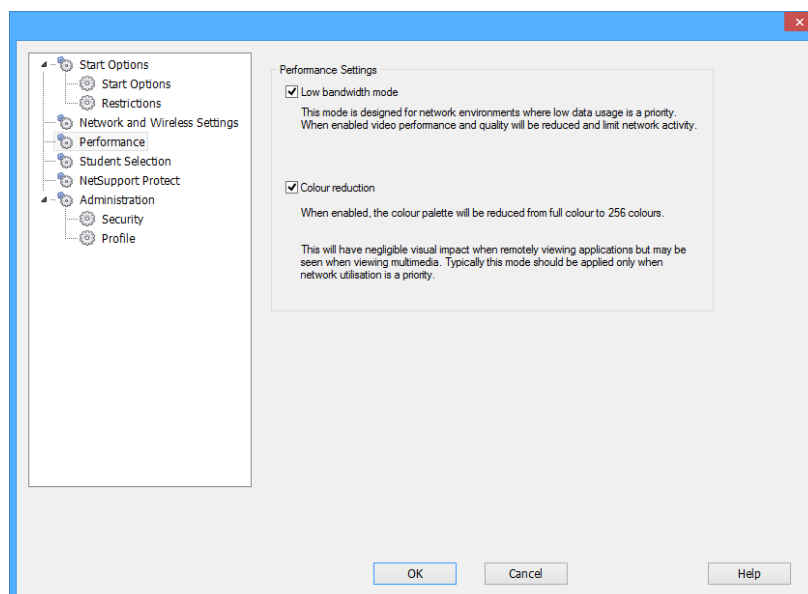 Start Options
Start Options
Restrictions
Network and Wireless Settings
Performance
Student Selection
NetSupport Protect
Administration
Security
Profile
Performance Settings
Low bandwidth mode
This mode is designed for network environments where low data usage is a priority.
When enabled video performance and quality will be reduced and limit network activity.
Colour reduction
When enabled, the colour palette will be reduced from full colour to 256 colours.
This will have negligible visual impact when remotely viewing applications but may be
seen when viewing multimedia. Typically this mode should be applied only when
network utilisation is a priority.
OK
Cancel
Help